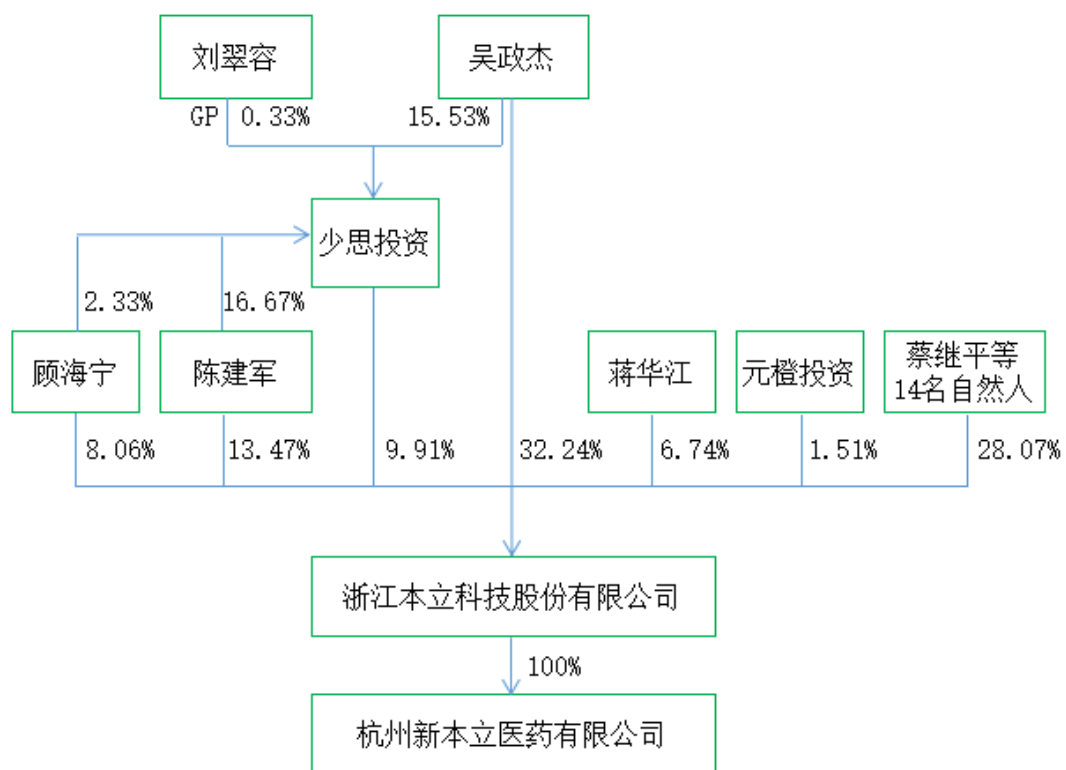 刘翠容
吴政杰
GP 0.33%
15.53%
少思投资
2.33%
16.67%
顾海宁
陈建军
蒋华江
元橙投资
蔡继平等
14名自然人
8.06%
13.47%
9.91%
32.24%
6.74%
1.51%
28.07%
浙江本立科技股份有限公司
100%
杭州新本立医药有限公司